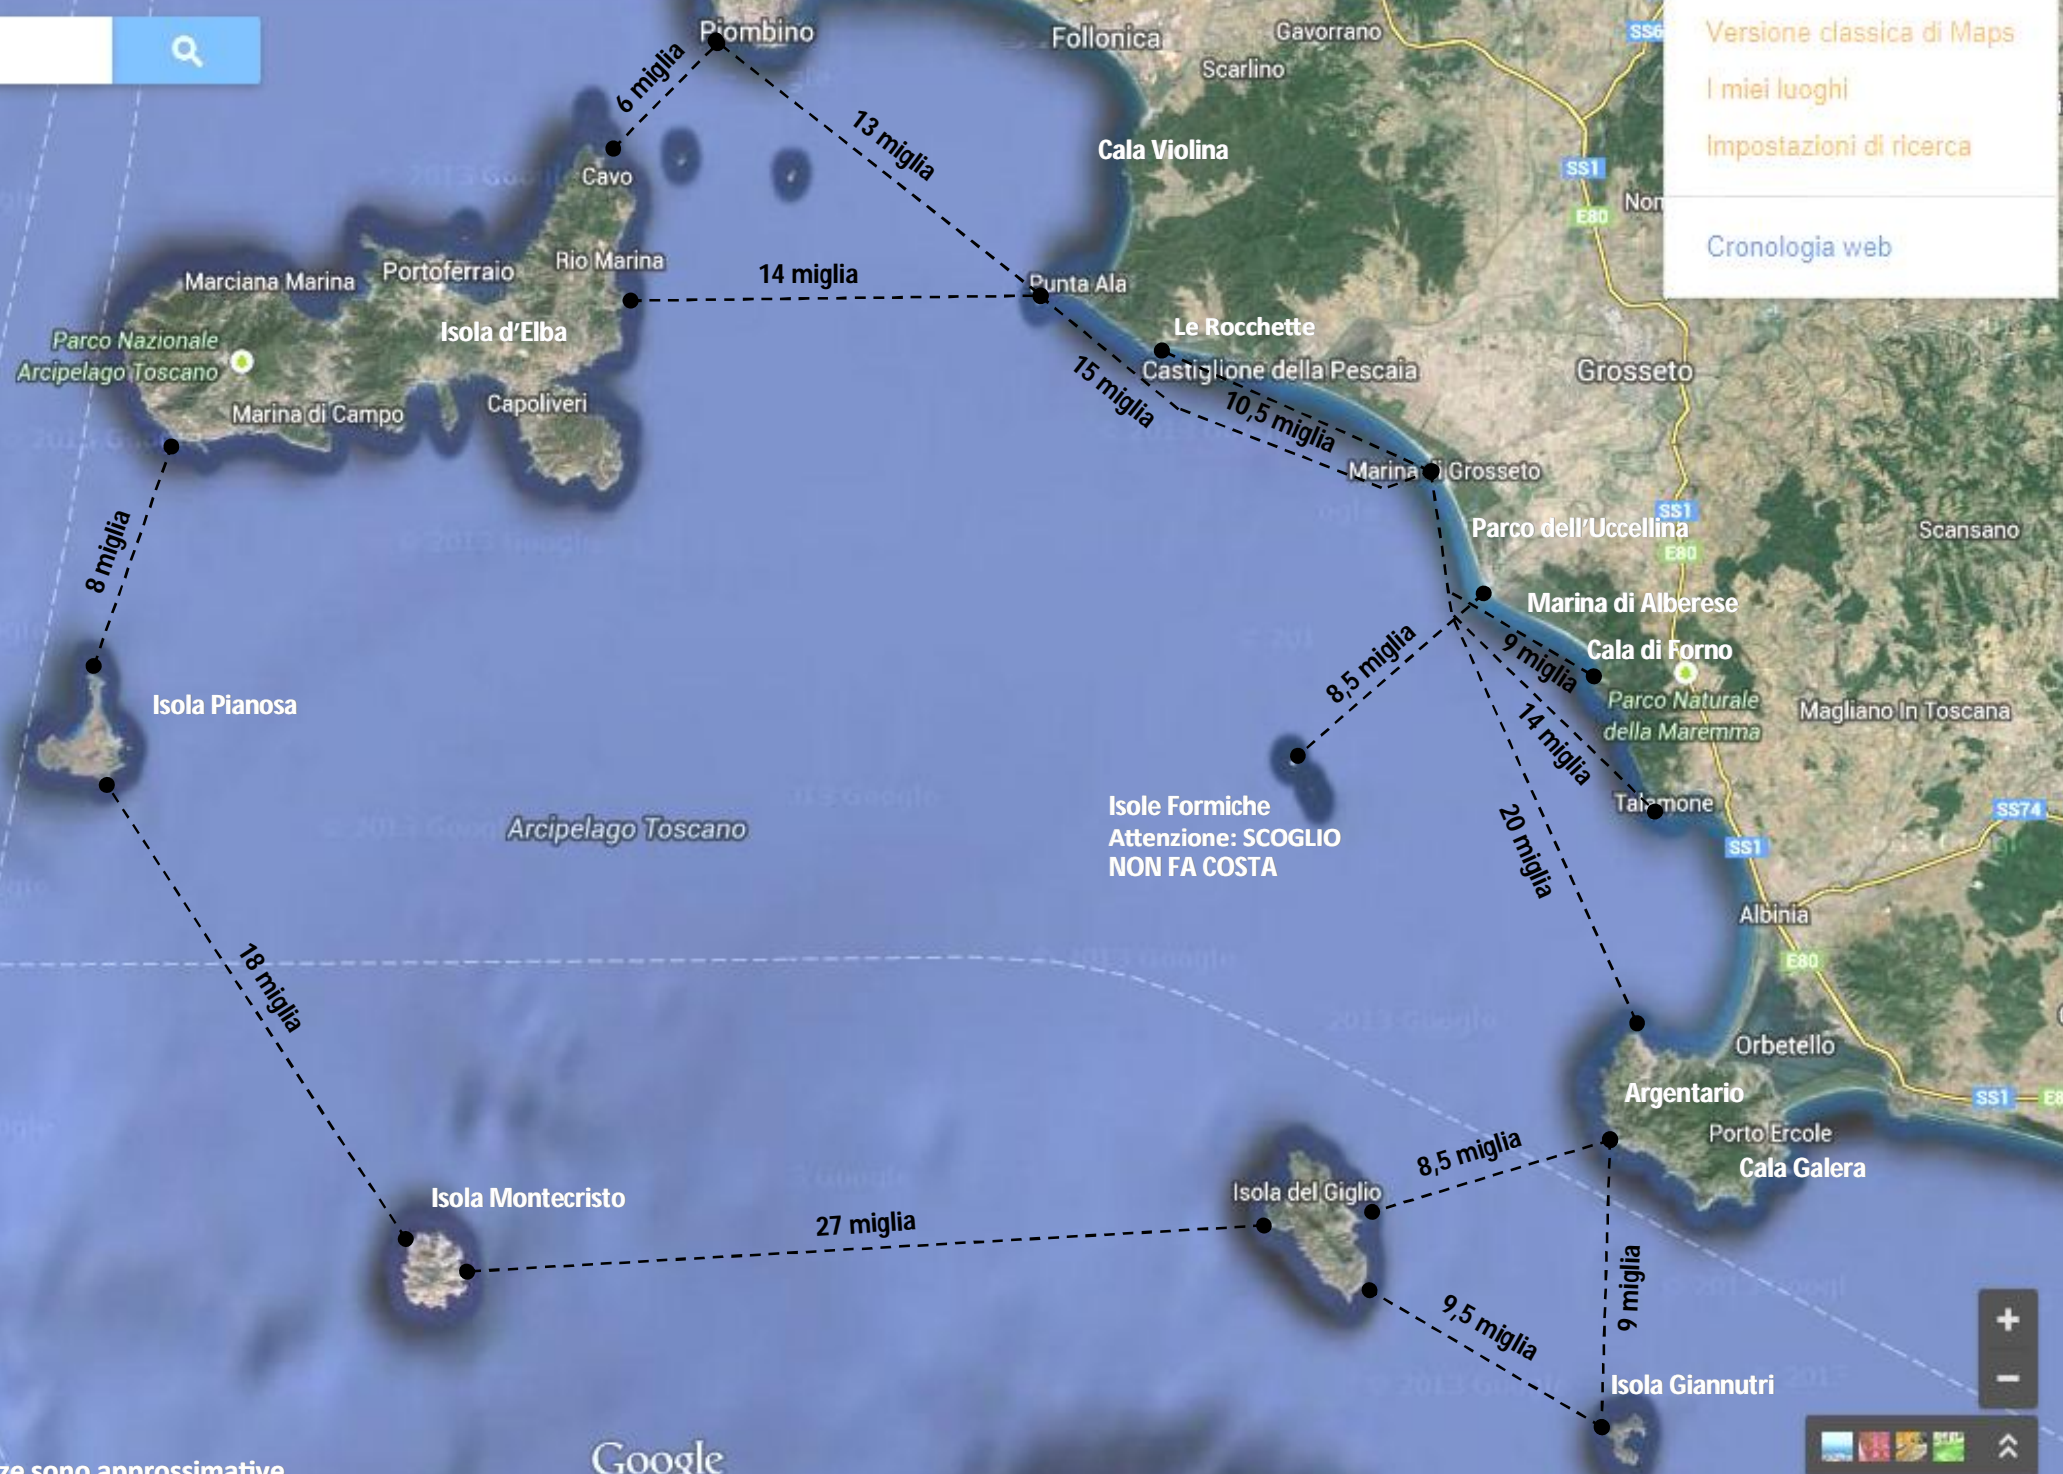 Piombino
Follonica
Gavorrano
Scarlino
SS6
Versione classica di Maps
I miei luoghi
Impostazioni di ricerca
Cronologia web
6 miglia
13 miglia
Cala Violina
SS1
E80
Non
Cavo
Rio Marina
Portoferraio
Marciana Marina
14 miglia
Punta Ala
Isola d'Elba
Parco Nazionale
Arcipelago Toscano
Marina di Campo
Capoliveri
Le Rocchette
Castiglione della Pescaia
Grosseto
15 miglia
10,5 miglia
Marina di Grosseto
SS1
Parco dell'Uccellina
E80
Scansano
8 miglia
Marina di Alberese
Cala di Forno
9 miglia
8,5 miglia
Parco Naturale
della Maremma
Magliano In Toscana
Isola Pianosa
14 miglia
Talamone
20 miglia
Isole Formiche
Attenzione: SCOGLIO
NON FA COSTA
Arcipelago Toscano
SS74
SS1
Albinia
E80
18 miglia
Orbetello
Argentario
SS1
E8
Porto Ercole
Cala Galera
8,5 miglia
Isola del Giglio
Isola Montecristo
27 miglia
9 miglia
9,5 miglia
Isola Giannutri
+
−
Google
ze sono approssimative